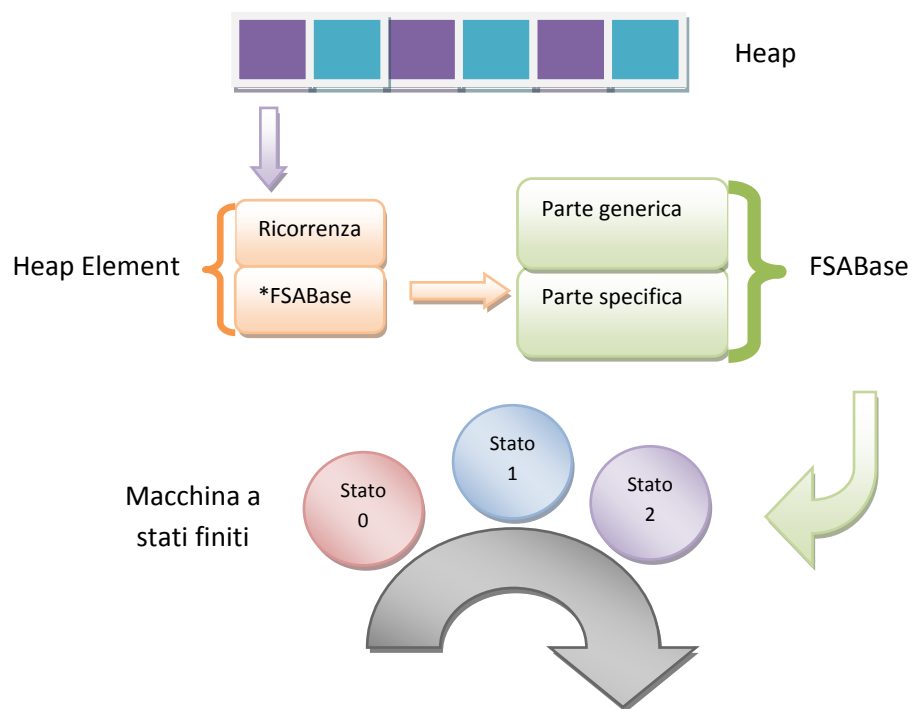 Heap
Heap Element
Ricorrenza
*FSABase
Parte generica
Parte specifica
FSABase
Macchina a
stati finiti
Stato
0
Stato
1
Stato
2